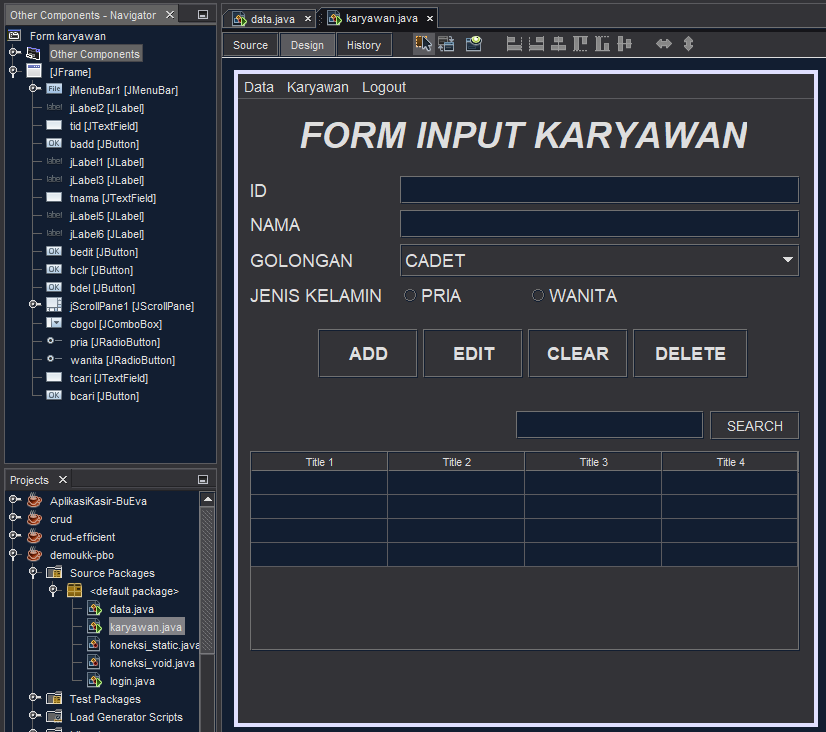 Other Components - Navigator
Form karyawan
Other Components
[JFrame]
jMenuBar1 [JMenuBar]
jLabel2 [JLabel]
tid [JTextField]
badd [JButton]
jLabel1 [JLabel]
jLabel3 [JLabel]
tnama [JTextField]
jLabel5 [JLabel]
jLabel6 [JLabel]
bedit [JButton]
bclr [JButton]
bdel [JButton]
jScrollPane1 [JScrollPane]
cbgol [JComboBox]
pria [JRadioButton]
wanita [JRadioButton]
tcari [JTextField]
bcari [JButton]
Projects
AplikasiKasir-BuEva
crud
crud-efficient
demoukk-pbo
Source Packages
<default package>
data.java
karyawan.java
koneksi_static.java
koneksi_void.java
login.java
Test Packages
Load Generator Scripts
data.java karyawan.java
Source Design History
Data Karyawan Logout
FORM INPUT KARYAWAN
ID
NAMA
GOLONGAN CADET
JENIS KELAMIN PRIA WANITA
ADD EDIT CLEAR DELETE
SEARCH
Title 1 Title 2 Title 3 Title 4